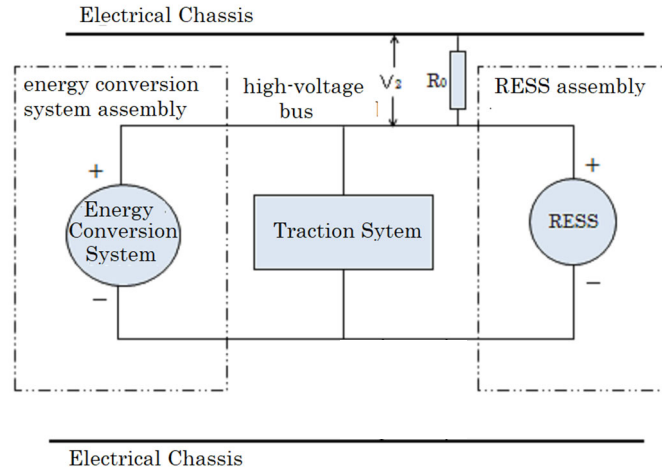 Electrical Chassis
energy conversion
system assembly
high-voltage
bus
V2
R0
RESS assembly
+
+
Energy
Conversion
System
Traction Sytem
RESS
−
−
Electrical Chassis